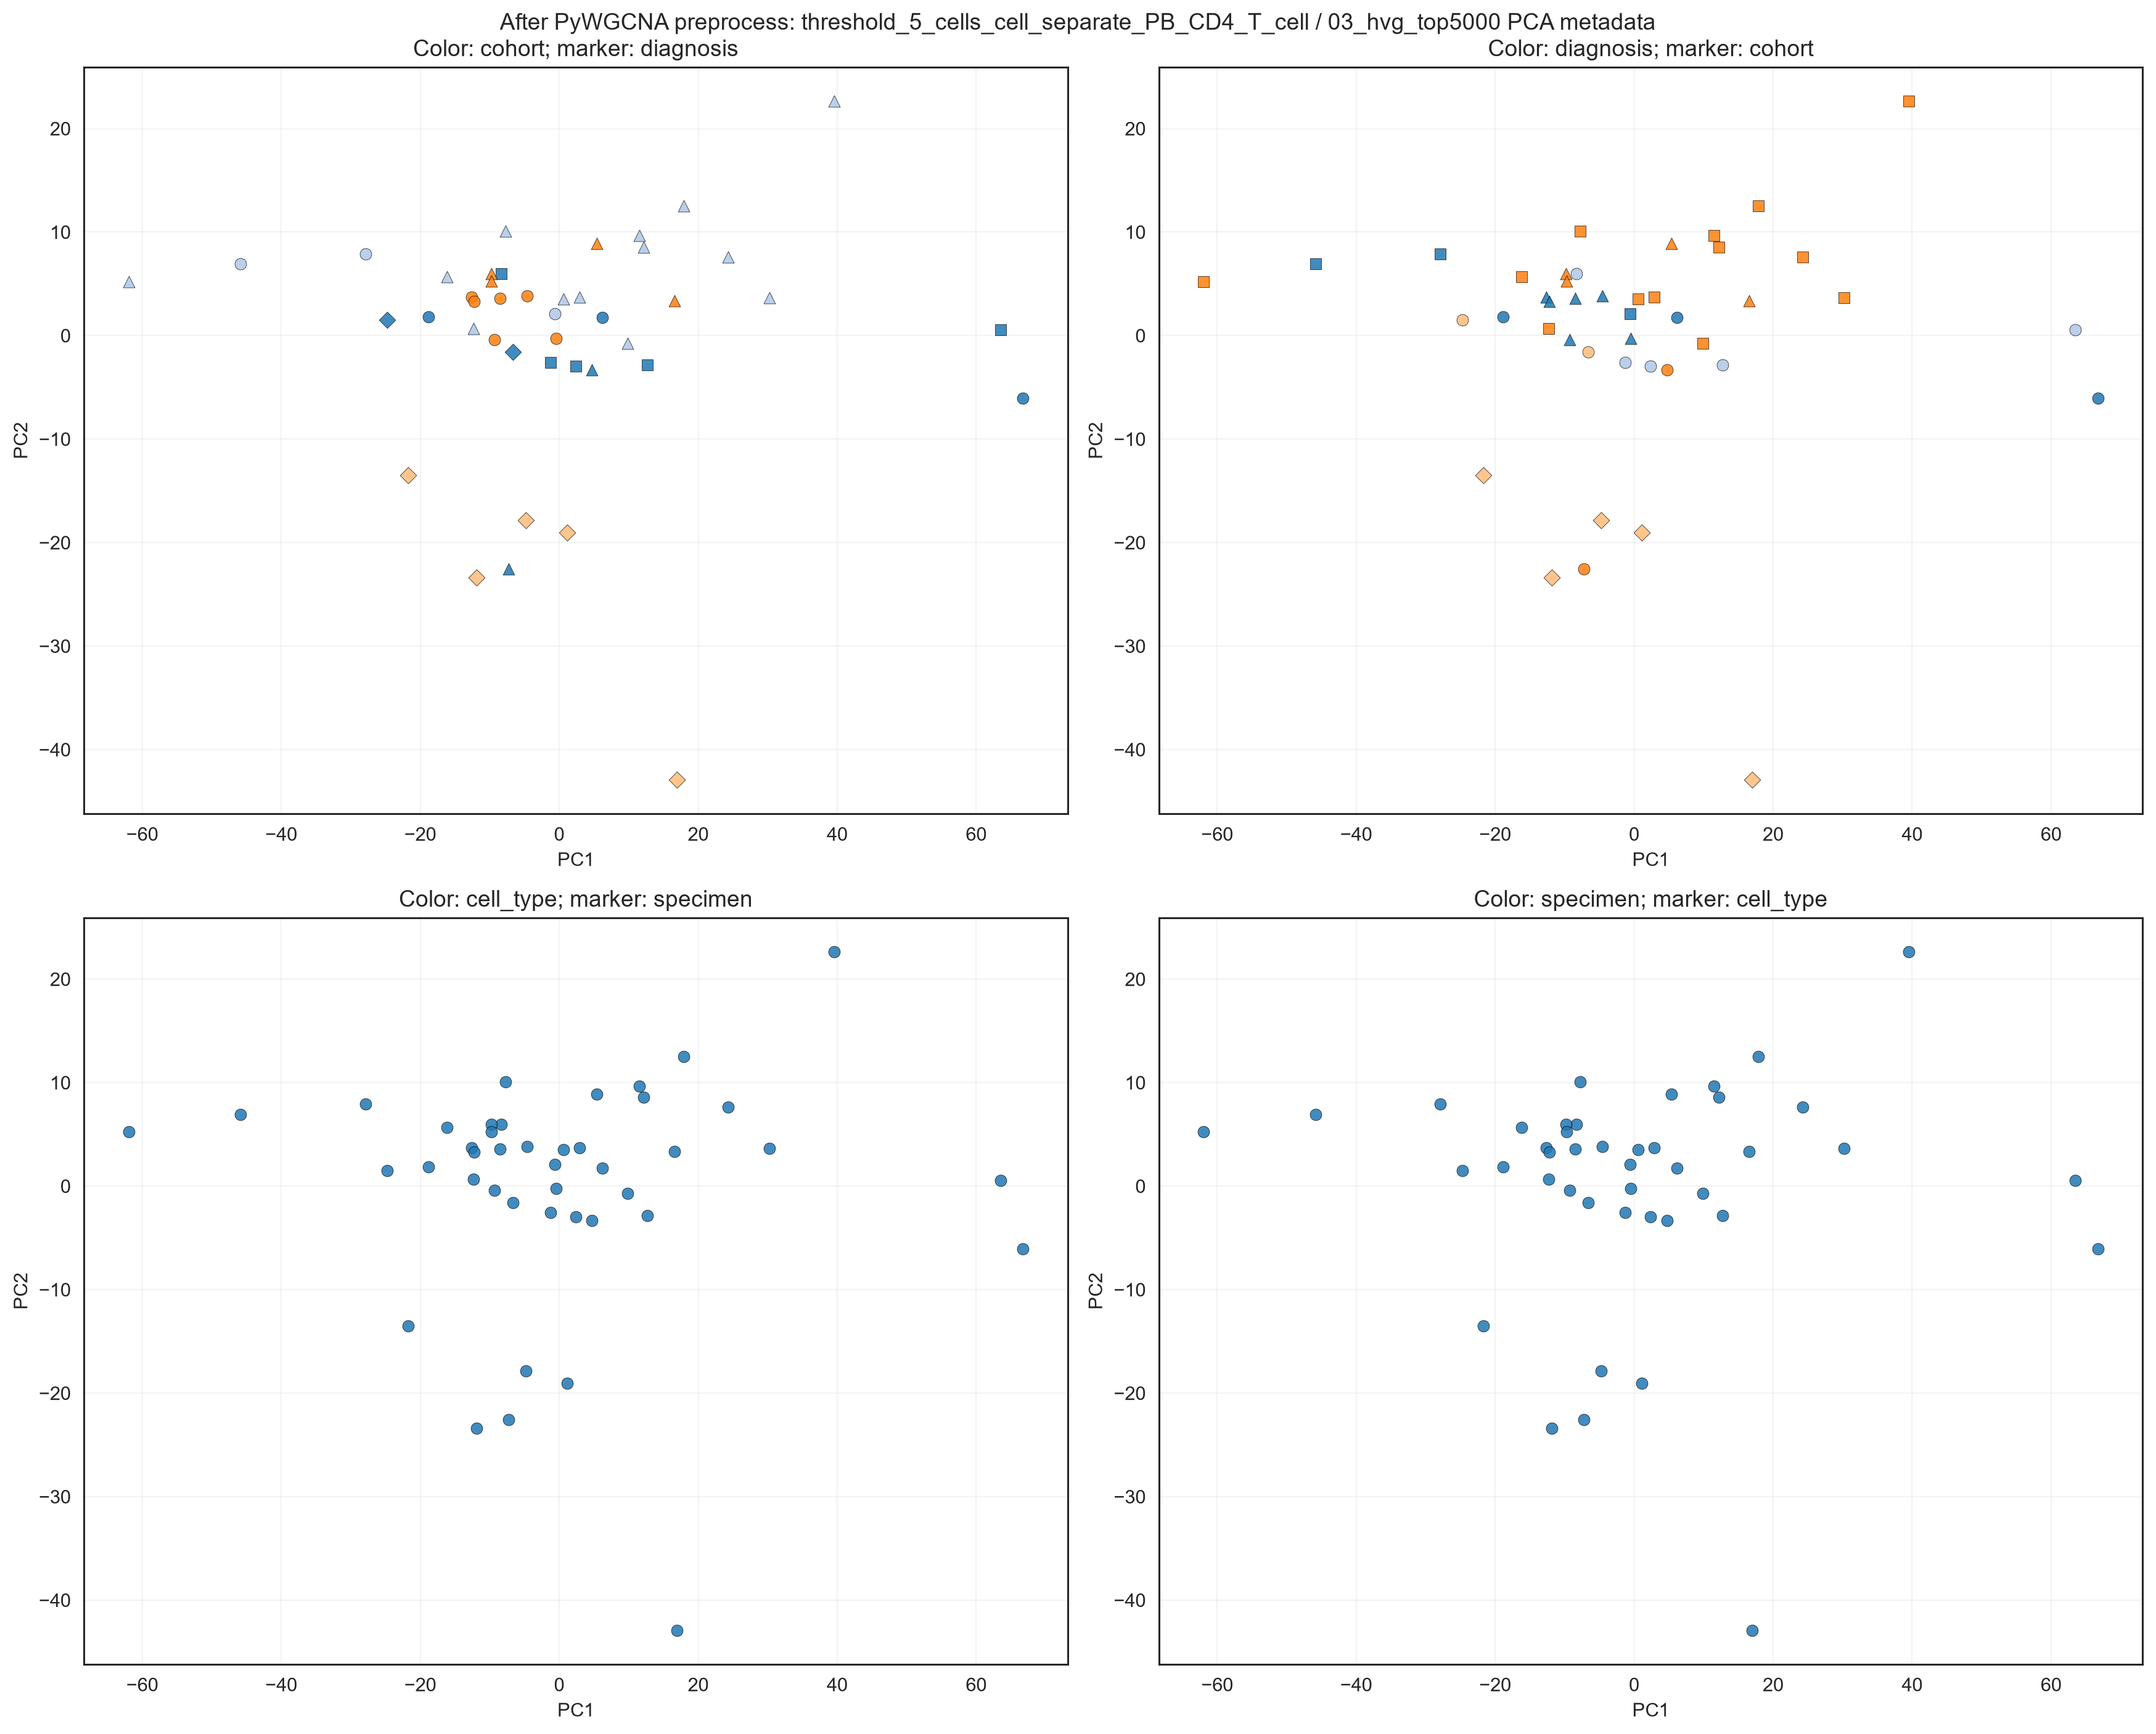 After PyWGCNA preprocess: threshold_5_cells_cell_separate_PB_CD4_T_cell / 03_hvg_top5000 PCA metadata
Color: cohort; marker: diagnosis
20
10
0
−10
−20
−30
−40
PC2
−60 −40 −20 0 20 40 60
PC1
Color: diagnosis; marker: cohort
20
10
0
−10
−20
−30
−40
PC2
−60 −40 −20 0 20 40 60
PC1
Color: cell_type; marker: specimen
20
10
0
−10
−20
−30
−40
PC2
−60 −40 −20 0 20 40 60
PC1
Color: specimen; marker: cell_type
20
10
0
−10
−20
−30
−40
PC2
−60 −40 −20 0 20 40 60
PC1